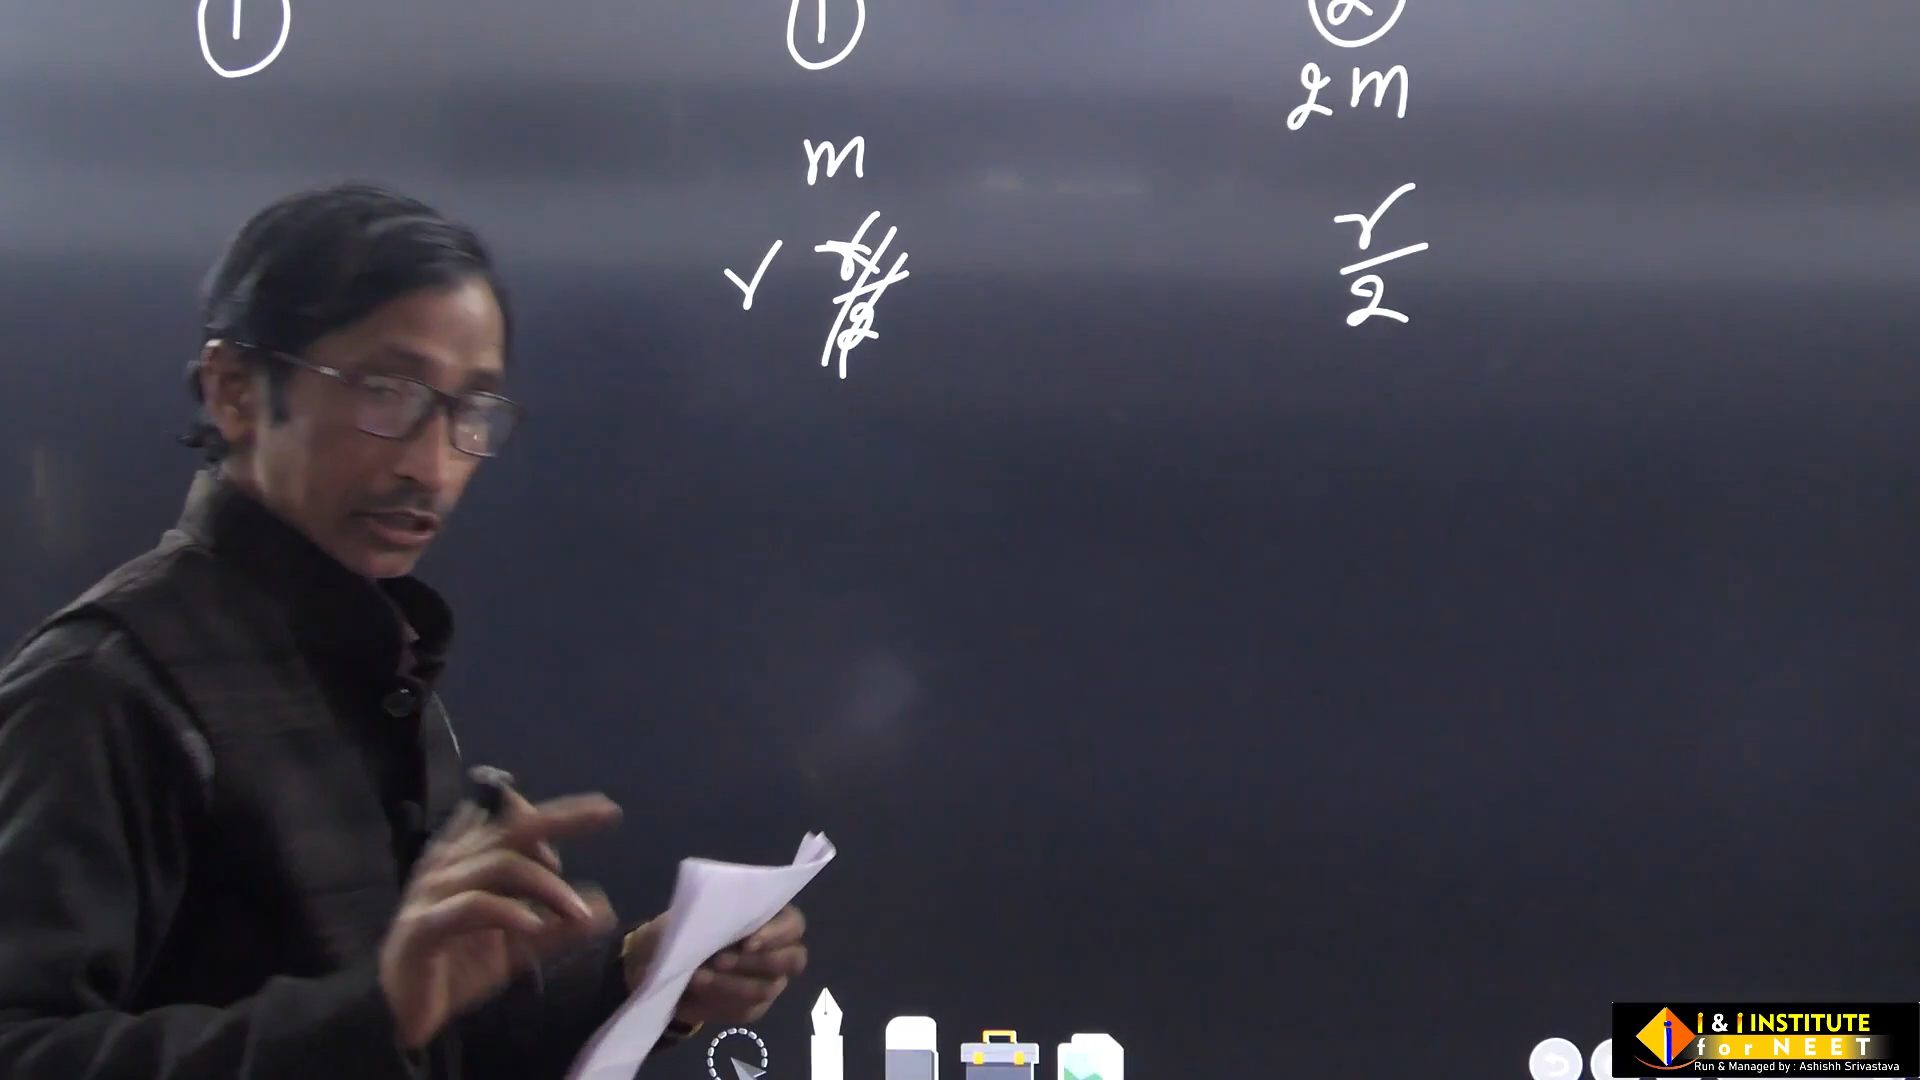 1 1 2
2m
m
r r/2
i & i INSTITUTE
for NEET
Run & Managed by : Ashishh Srivastava